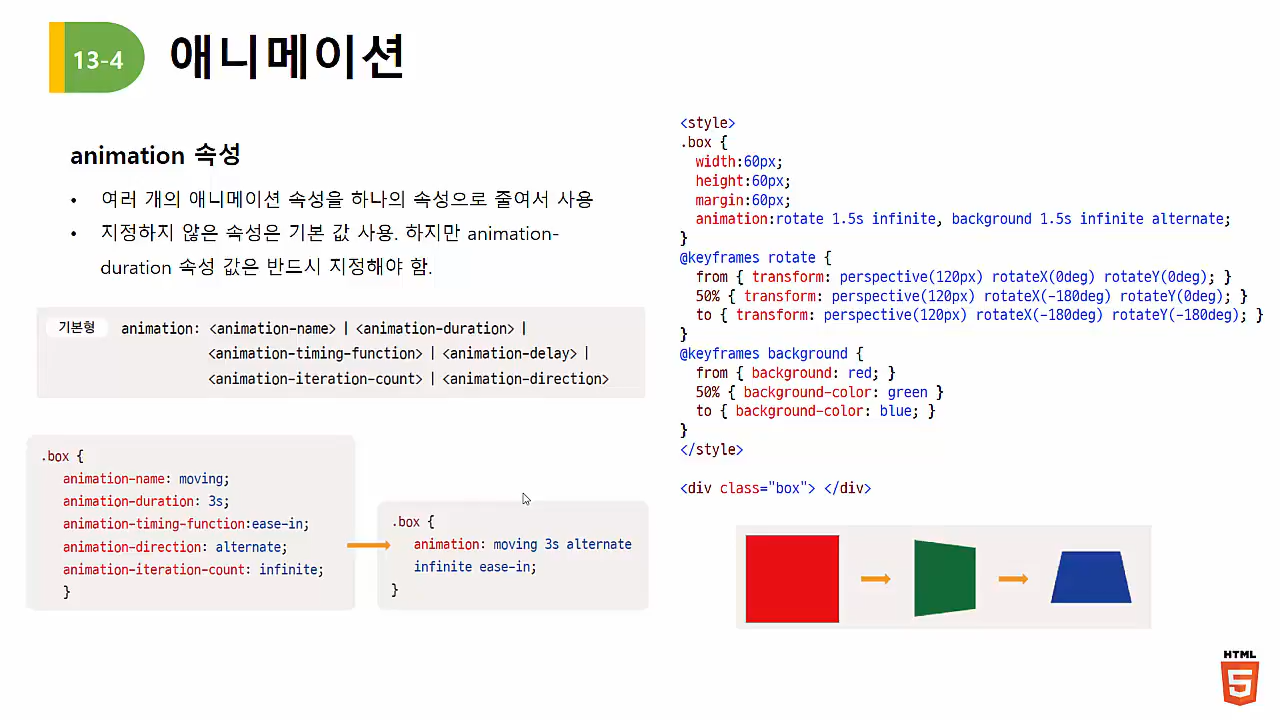 13-4
애니메이션
animation 속성
• 여러 개의 애니메이션 속성을 하나의 속성으로 줄여서 사용
• 지정하지 않은 속성은 기본 값 사용. 하지만 animation-
duration 속성 값은 반드시 지정해야 함.
기본형 animation: <animation-name> | <animation-duration> |
<animation-timing-function> | <animation-delay> |
<animation-iteration-count> | <animation-direction>
.box {
animation-name: moving;
animation-duration: 3s;
animation-timing-function:ease-in;
animation-direction: alternate;
animation-iteration-count: infinite;
}
.box {
animation: moving 3s alternate
infinite ease-in;
}
<style>
.box {
width:60px;
height:60px;
margin:60px;
animation:rotate 1.5s infinite, background 1.5s infinite alternate;
}
@keyframes rotate {
from { transform: perspective(120px) rotateX(0deg) rotateY(0deg); }
50% { transform: perspective(120px) rotateX(-180deg) rotateY(0deg); }
to { transform: perspective(120px) rotateX(-180deg) rotateY(-180deg); }
}
@keyframes background {
from { background: red; }
50% { background-color: green }
to { background-color: blue; }
}
</style>
<div class="box"> </div>
HTML
5